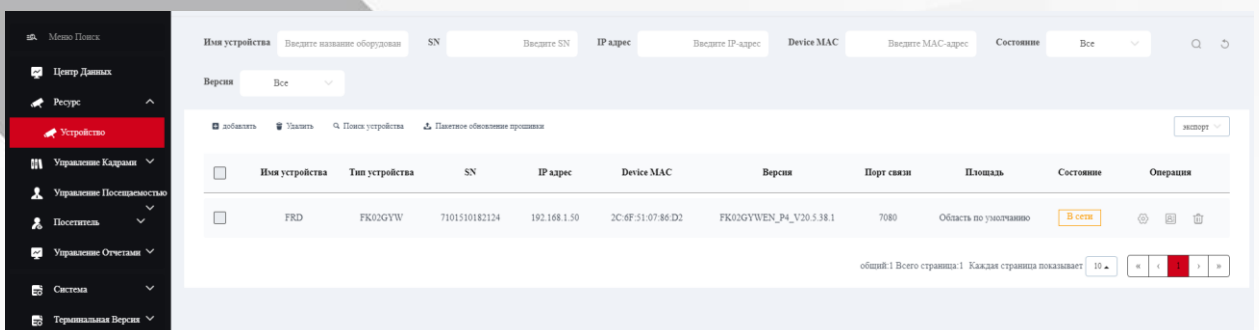 Меню Поиск
Центр Данных
Ресурс
Устройство
Управление Кадрами
Управление Посещаемостью
Посетитель
Управление Отчетами
Система
Терминальная Версия
Имя устройства Введите название оборудован SN Введите SN IP адрес Введите IP-адрес Device MAC Введите MAC-адрес Состояние Все
Версия Все
добавлять Удалить Поиск устройства Пакетное обновление прошивки экспорт
Имя устройства Тип устройства SN IP адрес Device MAC Версия Порт связи Площадь Состояние Операция
FRD FK02GYW 7101510182124 192.168.1.50 2C:6F:51:07:86:D2 FK02GYWEN_P4_V20.5.38.1 7080 Область по умолчанию В сети
общий:1 Всего страница:1 Каждая страница показывает 10 « ‹ 1 › »